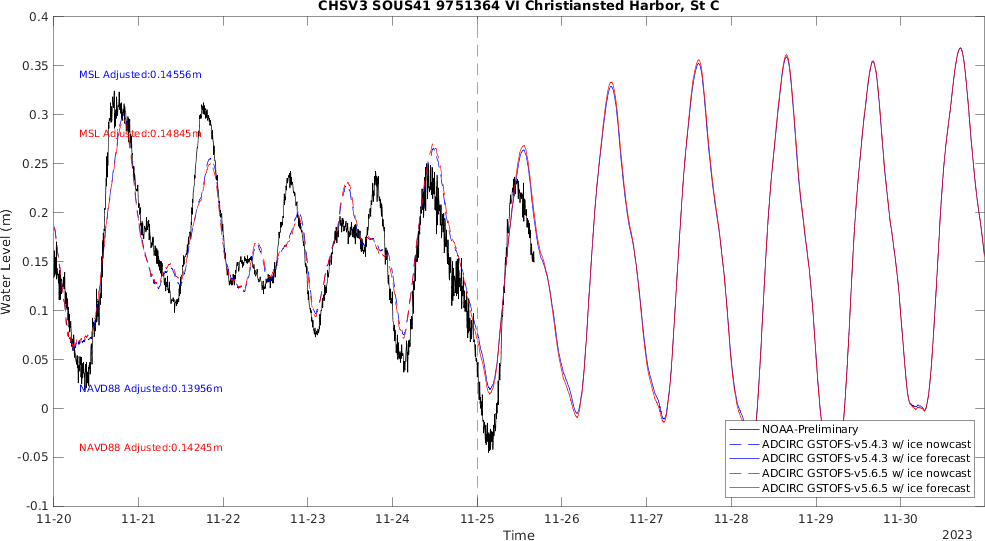 CHSV3 SOUS41 9751364 VI Christiansted Harbor, St C
0.4
0.35
0.3
0.25
0.2
0.15
0.1
0.05
0
-0.05
-0.1
Water Level (m)
MSL Adjusted:0.14556m
MSL Adjusted:0.14845m
NAVD88 Adjusted:0.13956m
NAVD88 Adjusted:0.14245m
NOAA-Preliminary
ADCIRC GSTOFS-v5.4.3 w/ ice nowcast
ADCIRC GSTOFS-v5.4.3 w/ ice forecast
ADCIRC GSTOFS-v5.6.5 w/ ice nowcast
ADCIRC GSTOFS-v5.6.5 w/ ice forecast
11-20 11-21 11-22 11-23 11-24 11-25 11-26 11-27 11-28 11-29 11-30
Time
2023